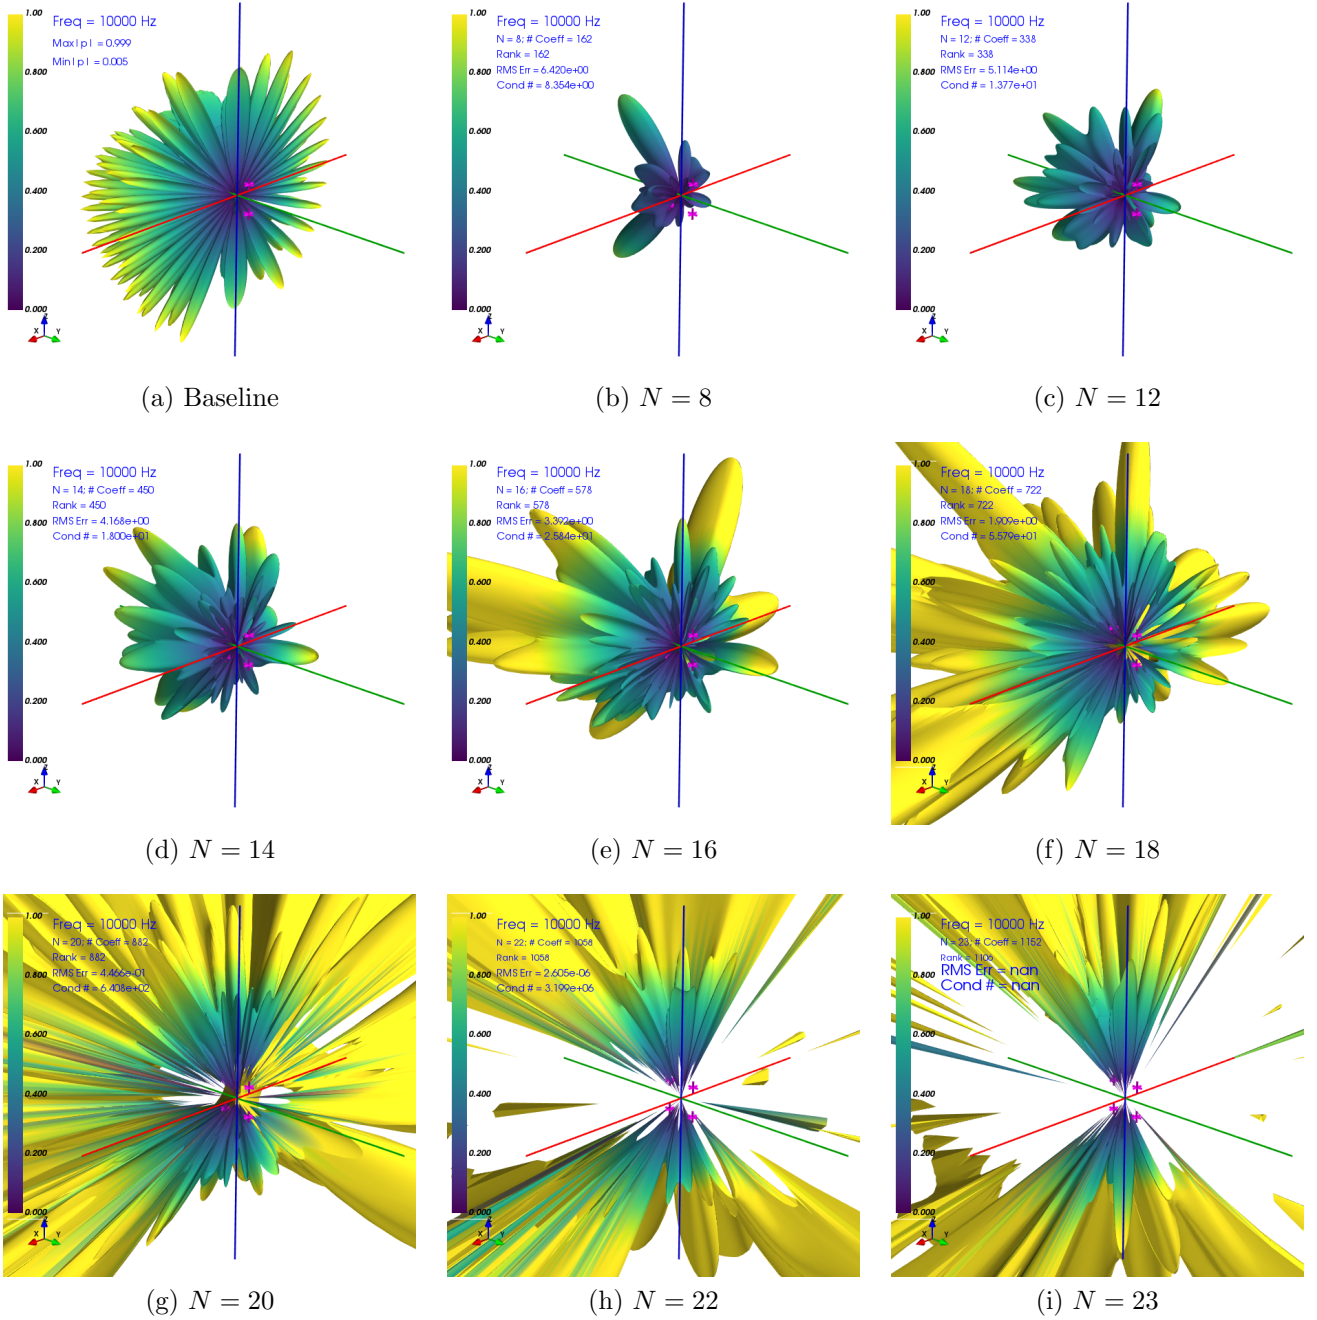 1.00
Freq = 10000 Hz
Max | p | = 0.999
0.800
Min | p | = 0.005
0.600
0.400
0.200
0.000
Z
X Y
(a) Baseline
1.00
Freq = 10000 Hz
N = 8; # Coeff = 162
Rank = 162
0.800
RMS Err = 6.420e+00
Cond # = 8.354e+00
0.600
0.400
0.200
0.000
Z
X Y
(b) N = 8
1.00
Freq = 10000 Hz
N = 12; # Coeff = 338
Rank = 338
0.800
RMS Err = 5.114e+00
Cond # = 1.377e+01
0.600
0.400
0.200
0.000
Z
X Y
(c) N = 12
1.00
Freq = 10000 Hz
N = 14; # Coeff = 450
Rank = 450
0.800
RMS Err = 4.168e+00
Cond # = 1.800e+01
0.600
0.400
0.200
0.000
Z
X Y
(d) N = 14
1.00
Freq = 10000 Hz
N = 16; # Coeff = 578
Rank = 578
0.800
RMS Err = 3.392e+00
Cond # = 2.584e+01
0.600
0.400
0.200
0.000
Z
X Y
(e) N = 16
1.00
Freq = 10000 Hz
N = 18; # Coeff = 722
Rank = 722
0.800
RMS Err = 1.909e+00
Cond # = 5.579e+01
0.600
0.400
0.200
0.000
Z
X Y
(f) N = 18
1.00
Freq = 10000 Hz
N = 20; # Coeff = 882
Rank = 882
0.800
RMS Err = 4.466e-01
Cond # = 6.408e+02
0.600
0.400
0.200
0.000
Z
X Y
(g) N = 20
1.00
Freq = 10000 Hz
N = 22; # Coeff = 1058
Rank = 1058
0.800
RMS Err = 2.605e-06
Cond # = 3.199e+06
0.600
0.400
0.200
0.000
Z
X Y
(h) N = 22
1.00
Freq = 10000 Hz
N = 23; # Coeff = 1152
Rank = 1106
0.800
RMS Err = nan
Cond # = nan
0.600
0.400
0.200
0.000
Z
X Y
(i) N = 23